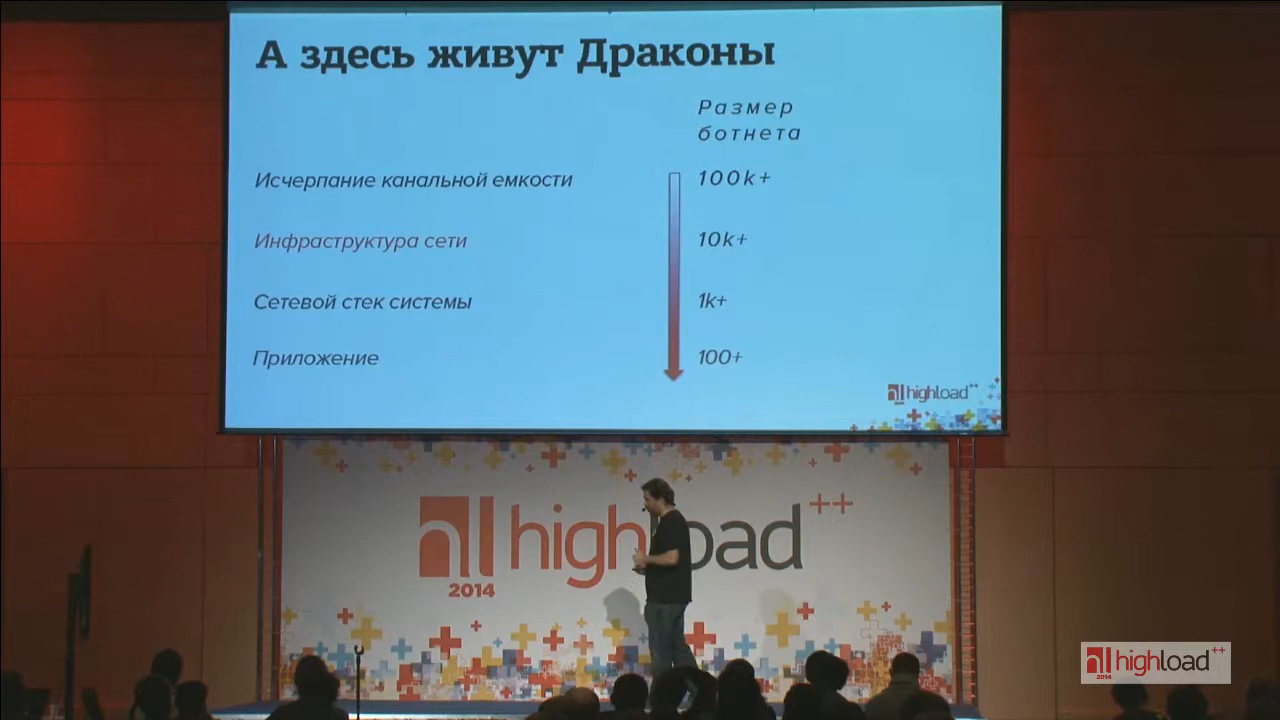 А здесь живут Драконы
Размер
ботнета
Исчерпание канальной емкости
100k+
Инфраструктура сети
10k+
Сетевой стек системы
1k+
Приложение
100+
highload++
highload++
2014
highload++
2014